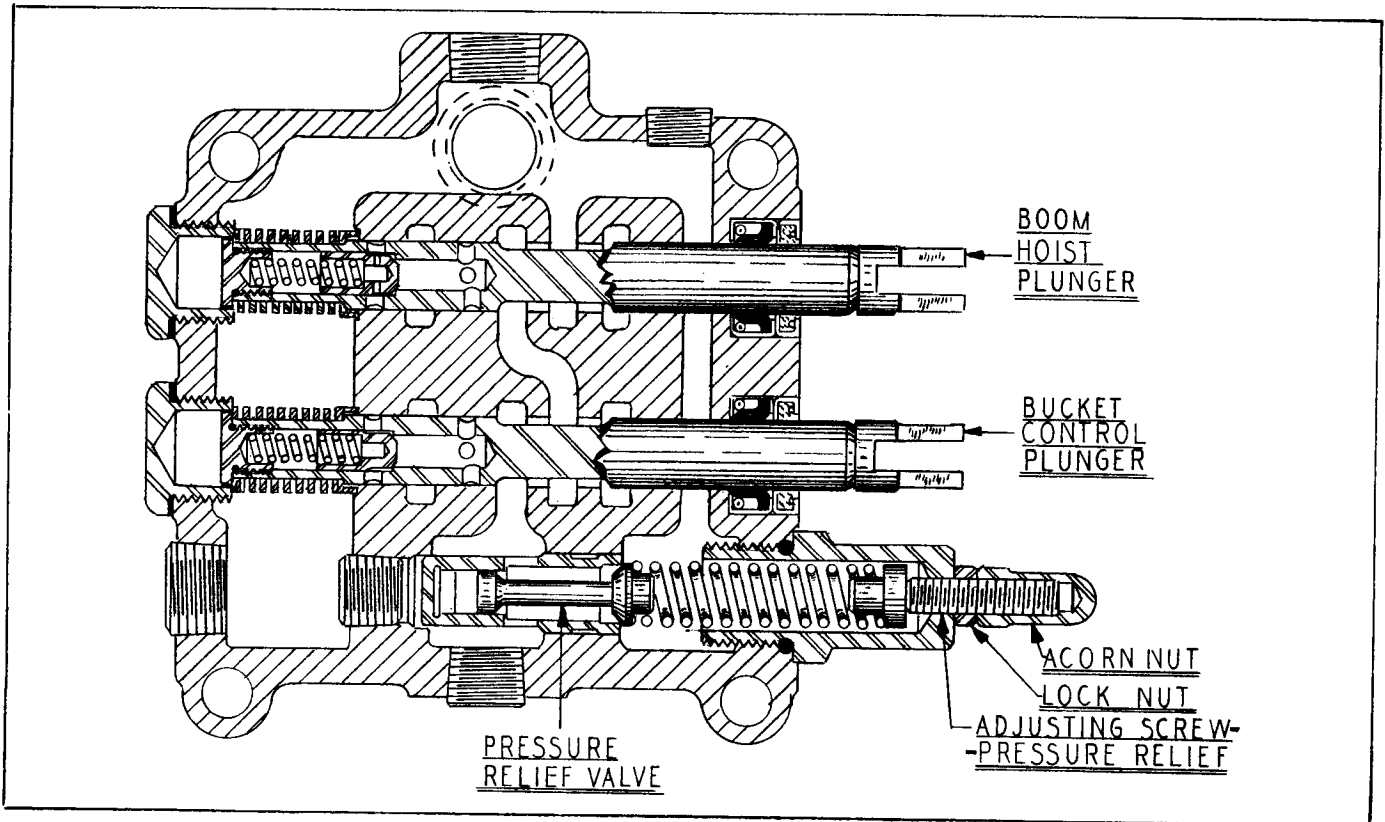 BOOM
HOIST
PLUNGER
BUCKET
CONTROL
PLUNGER
ACORN NUT
LOCK NUT
ADJUSTING SCREW-
-PRESSURE RELIEF
PRESSURE
RELIEF VALVE